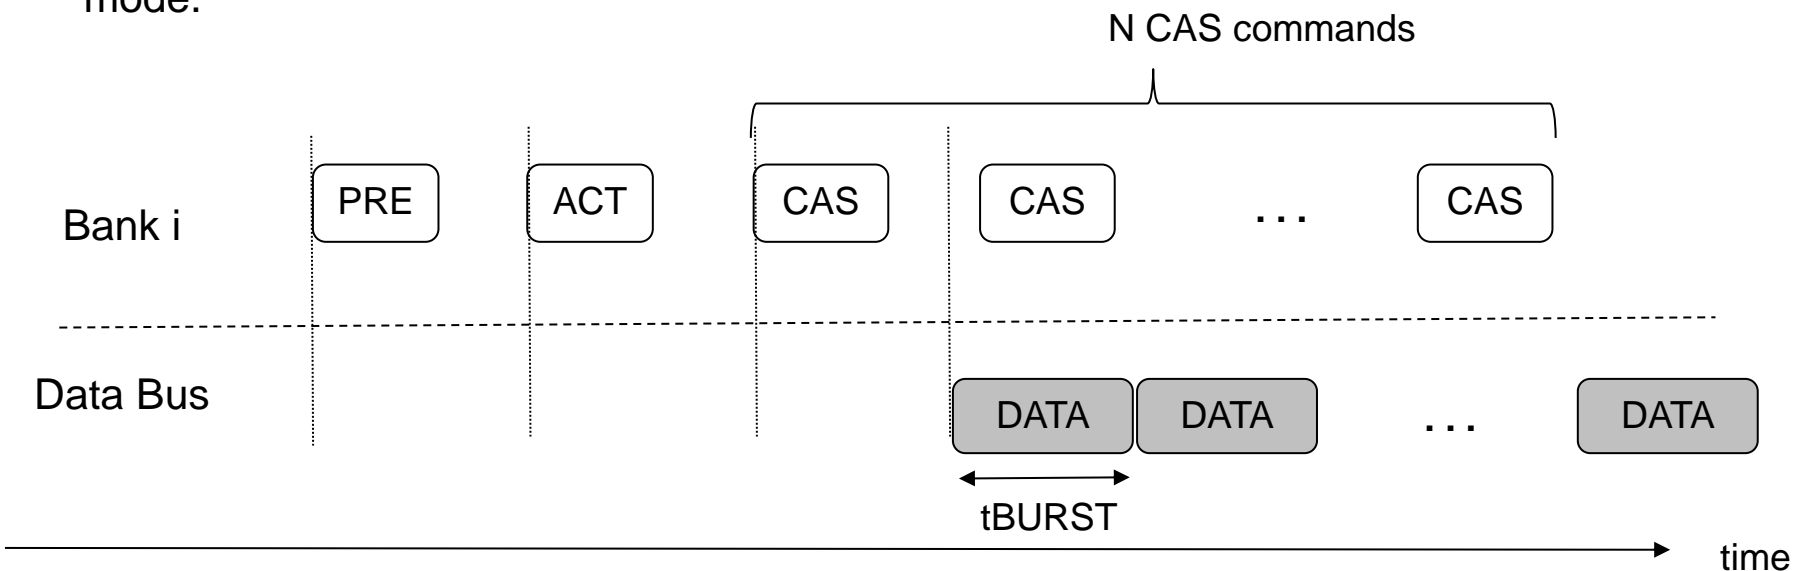 mode.
N CAS commands
Bank i PRE ACT CAS CAS ... CAS
Data Bus DATA DATA ... DATA
tBURST
time